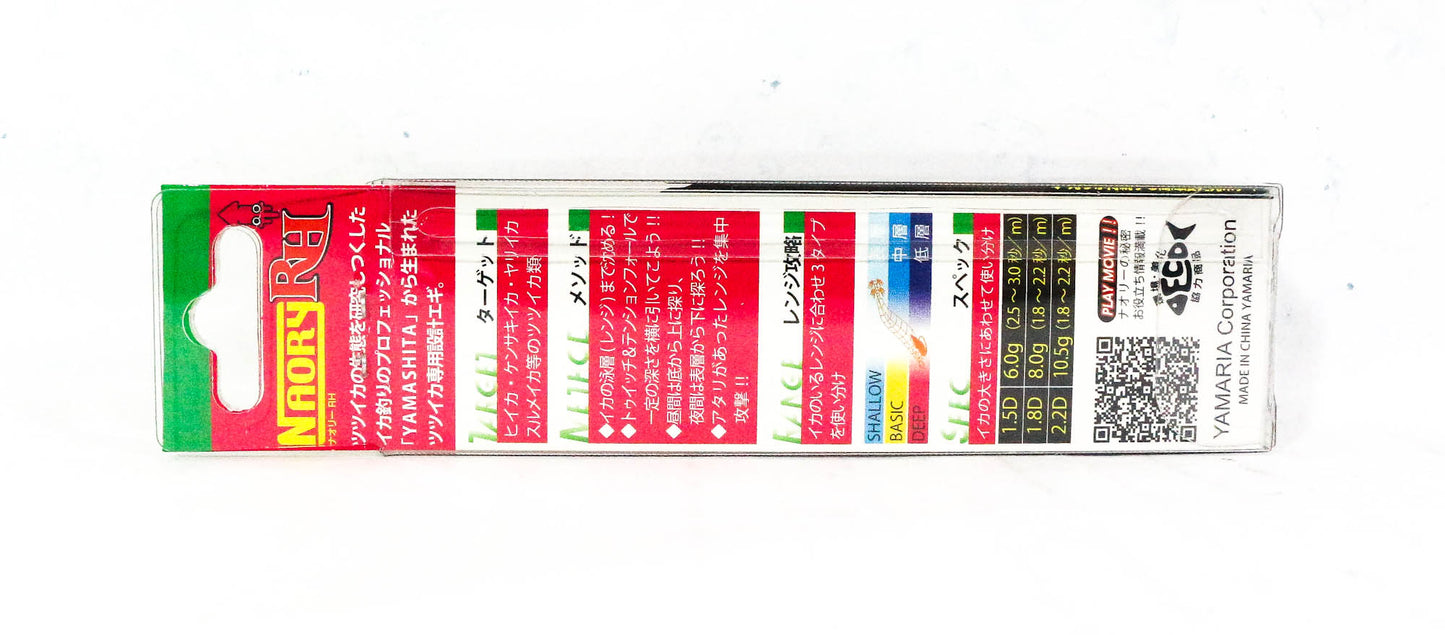 NAORY RH
ナオリー RH
ツツイカの生態を研究しつくした
イカ釣りのプロフェッショナル
「YAMASHITA」から生まれた
ツツイカ専用設計エギ。
TARGET ターゲット
ヒイカ・ケンサキイカ・ヤリイカ
スルメイカ等のツツイカ類
メソッド
◆イカの泳層(レンジ)まで沈める!
◆トゥイッチ&テンションフォールで
一定の深さを横に引いてこよう!!
◆昼間は底から上に探り、
夜間は表層から下に探ろう!!
◆アタリがあったレンジを集中
攻撃!!
RANGE レンジ攻略
イカのいるレンジに合わせ3タイプ
を使い分け
SHALLOW
BASIC 中層
DEEP 低層
SPEC スペック
イカの大きさにあわせて使い分け
1.5D 6.0g (2.5~3.0秒/m)
1.8D 8.0g (1.8~2.2秒/m)
2.2D 10.5g (1.8~2.2秒/m)
PLAY MOVIE!!
ナオリーの秘密
お役立ち情報満載!!
環境・美化
ECO
協力商品
YAMARIA Corporation
MADE IN CHINA YAMARIA